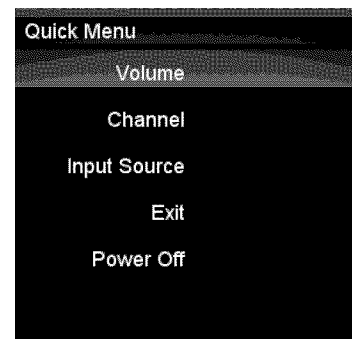 Quick Menu
Volume
Channel
Input Source
Exit
Power Off